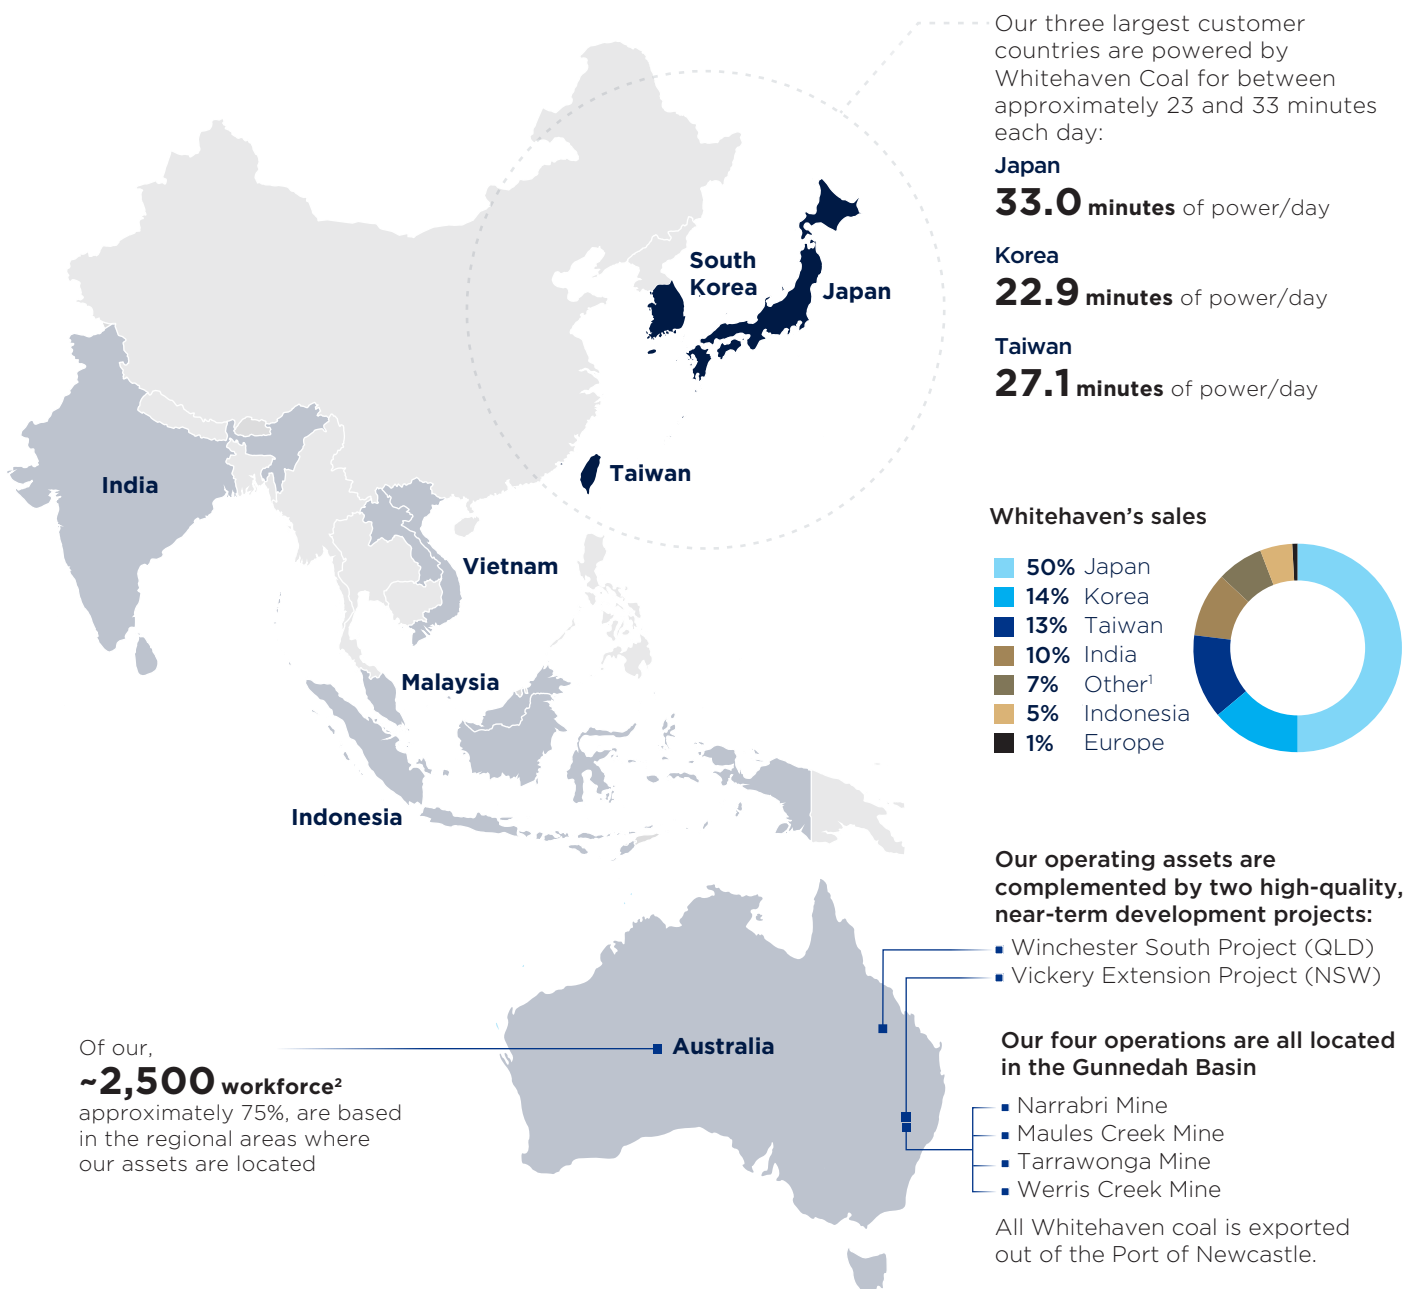 Our three largest customer
countries are powered by
Whitehaven Coal for between
approximately 23 and 33 minutes
each day:
Japan
33.0 minutes of power/day
Korea
22.9 minutes of power/day
Taiwan
27.1 minutes of power/day
South
Korea
Japan
Taiwan
India
Vietnam
Malaysia
Indonesia
Whitehaven's sales
50% Japan
14% Korea
13% Taiwan
10% India
7% Other¹
5% Indonesia
1% Europe
Our operating assets are
complemented by two high-quality,
near-term development projects:
Winchester South Project (QLD)
Vickery Extension Project (NSW)
Australia
Of our,
~2,500 workforce²
approximately 75%, are based
in the regional areas where
our assets are located
Our four operations are all located
in the Gunnedah Basin
Narrabri Mine
Maules Creek Mine
Tarrawonga Mine
Werris Creek Mine
All Whitehaven coal is exported
out of the Port of Newcastle.